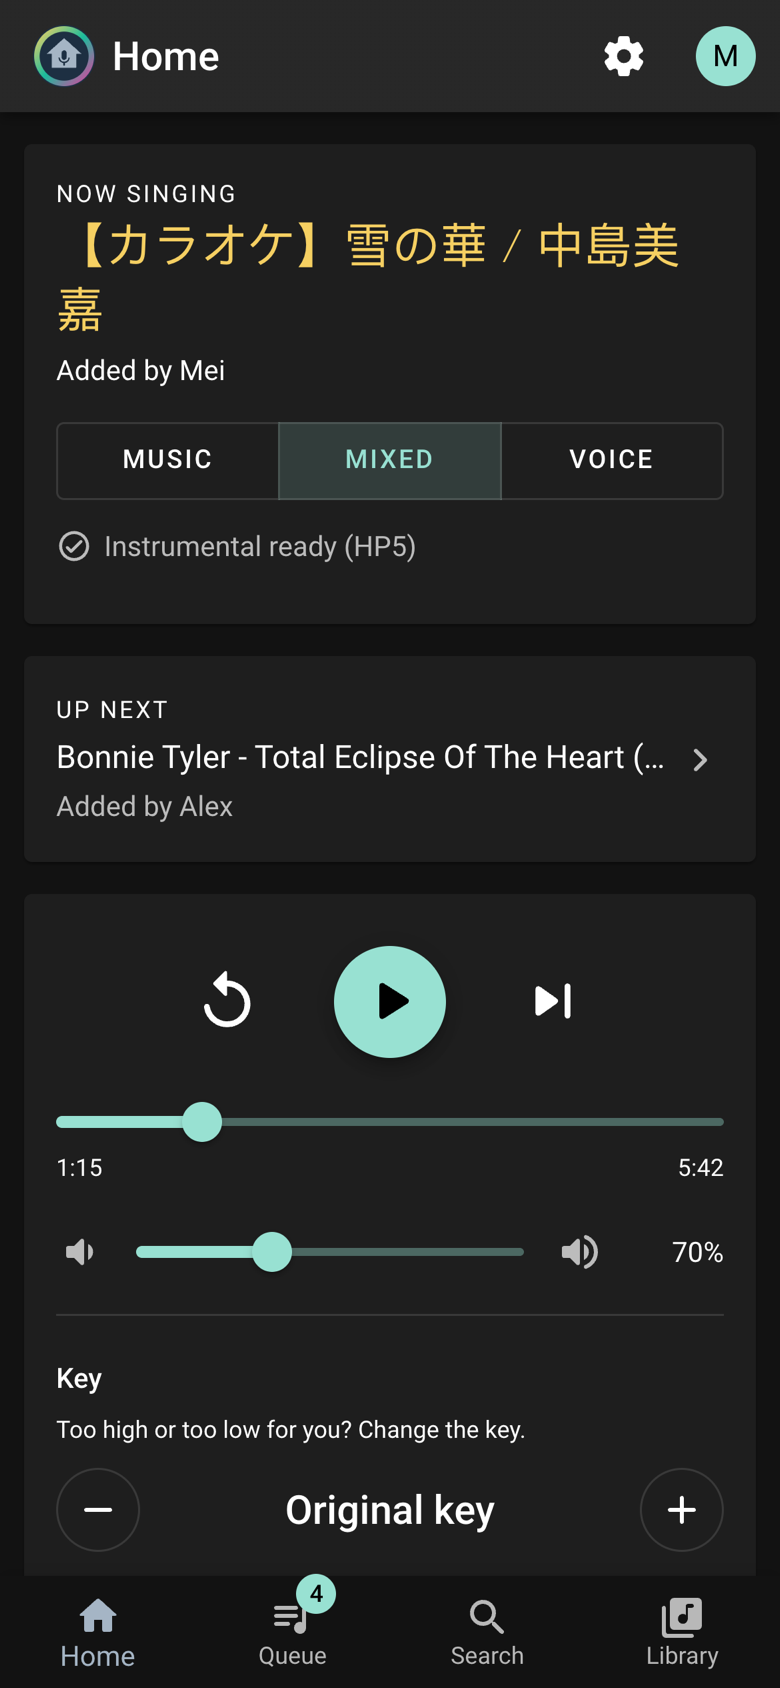 Home
M
NOW SINGING
【カラオケ】雪の華 / 中島美
嘉
Added by Mei
MUSIC
MIXED
VOICE
Instrumental ready (HP5)
UP NEXT
Bonnie Tyler - Total Eclipse Of The Heart (...
Added by Alex
1:15
5:42
70%
Key
Too high or too low for you? Change the key.
Original key
4
Home
Queue
Search
Library